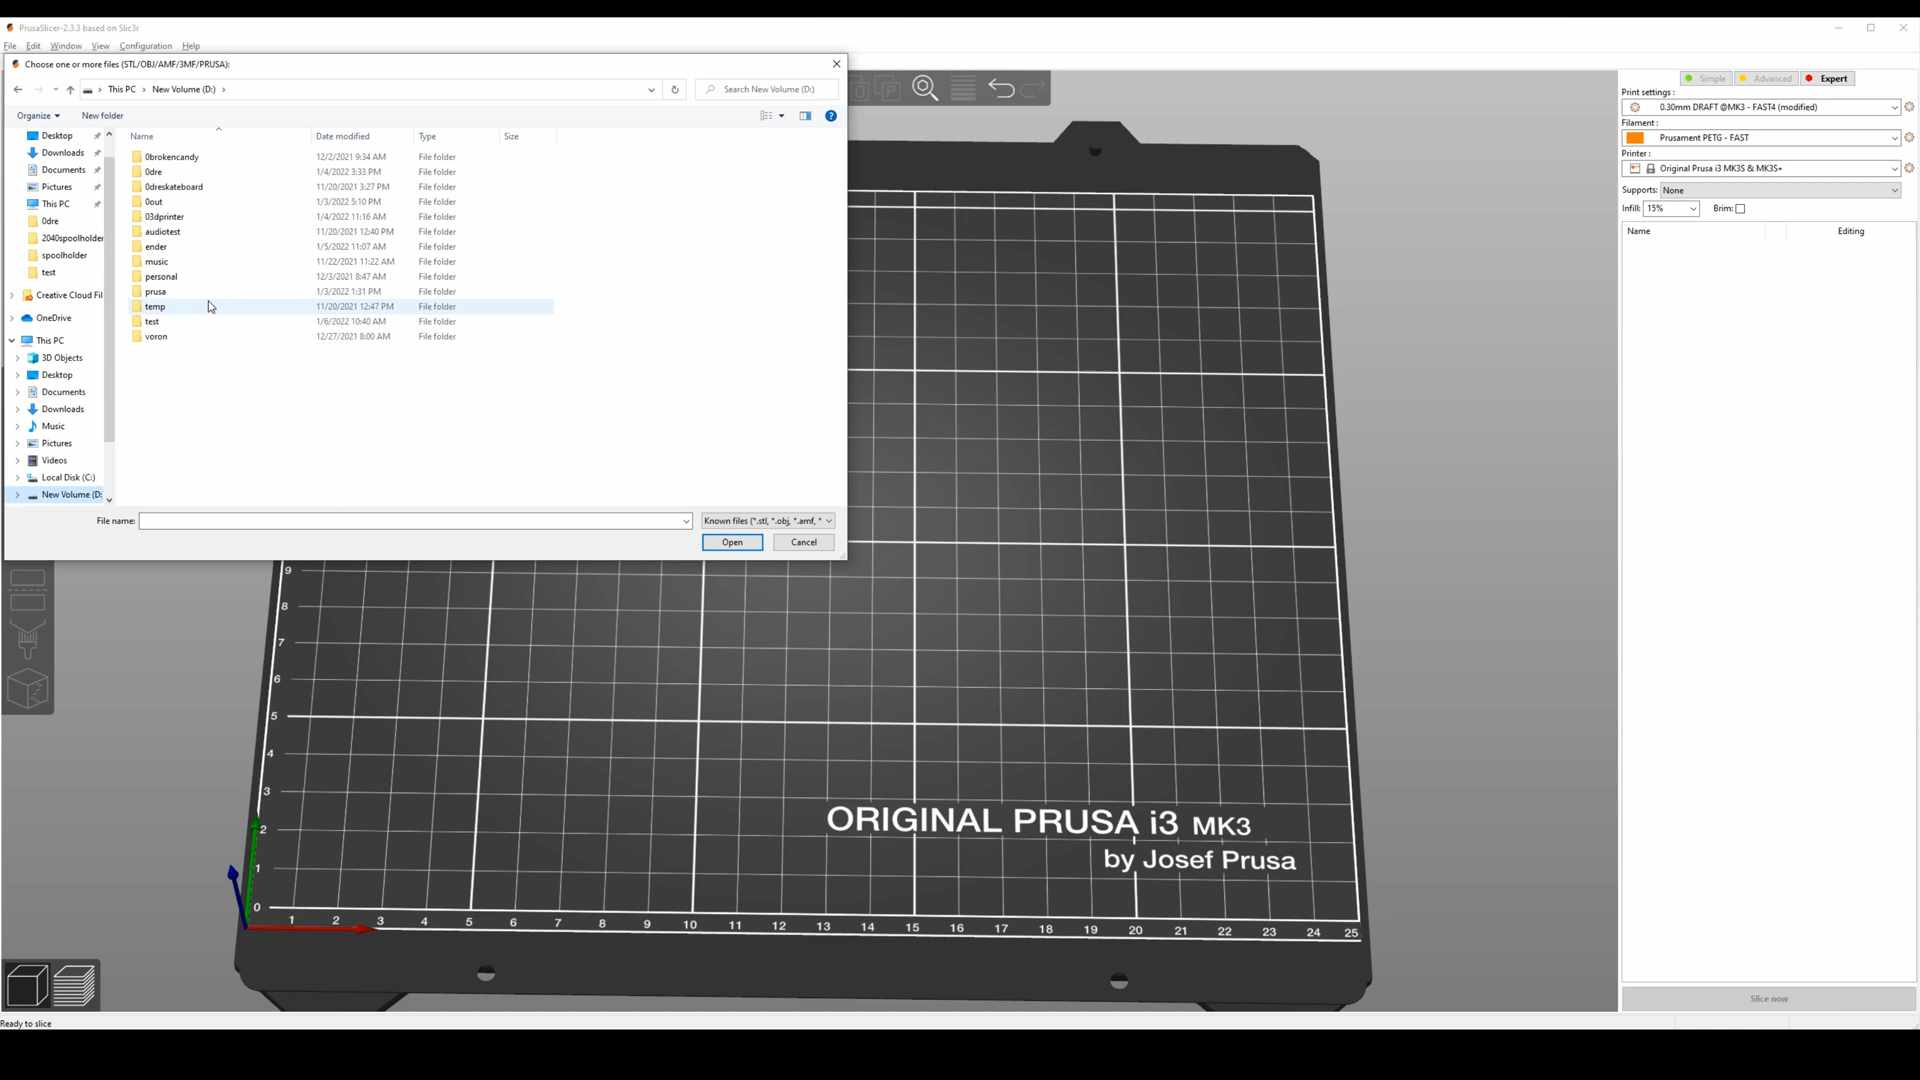 PrusaSlicer-2.3.3 based on Slic3r
File Edit Window View Configuration Help
Choose one or more files (STL/OBJ/AMF/3MF/PRUSA):
This PC > New Volume (D:) >
Search New Volume (D:)
Organize
New folder
Name Date modified Type Size
Desktop
Downloads
Documents
Pictures
This PC
0dre
2040spoolholder
spoolholder
test
Creative Cloud Fil
OneDrive
This PC
3D Objects
Desktop
Documents
Downloads
Music
Pictures
Videos
Local Disk (C:)
New Volume (D:
0brokencandy 12/2/2021 9:34 AM File folder
0dre 1/4/2022 3:33 PM File folder
0dreskateboard 11/20/2021 3:27 PM File folder
0out 1/3/2022 5:10 PM File folder
03dprinter 1/4/2022 11:16 AM File folder
audiotest 11/20/2021 12:40 PM File folder
ender 1/5/2022 11:07 AM File folder
music 11/22/2021 11:22 AM File folder
personal 12/3/2021 8:47 AM File folder
prusa 1/3/2022 1:31 PM File folder
temp 11/20/2021 12:47 PM File folder
test 1/6/2022 10:40 AM File folder
voron 12/27/2021 8:00 AM File folder
File name:
Known files (*.stl, *.obj, *.amf, *
Open
Cancel
Simple Advanced Expert
Print settings :
0.30mm DRAFT @MK3 - FAST4 (modified)
Filament :
Prusament PETG - FAST
Printer :
Original Prusa i3 MK3S & MK3S+
Supports: None
Infill: 15% Brim:
Name Editing
9
8
7
6
5
4
3
2
1
0
1 2 3 4 5 6 7 8 9 10 11 12 13 14 15 16 17 18 19 20 21 22 23 24 25
ORIGINAL PRUSA i3 MK3
by Josef Prusa
Slice now
Ready to slice